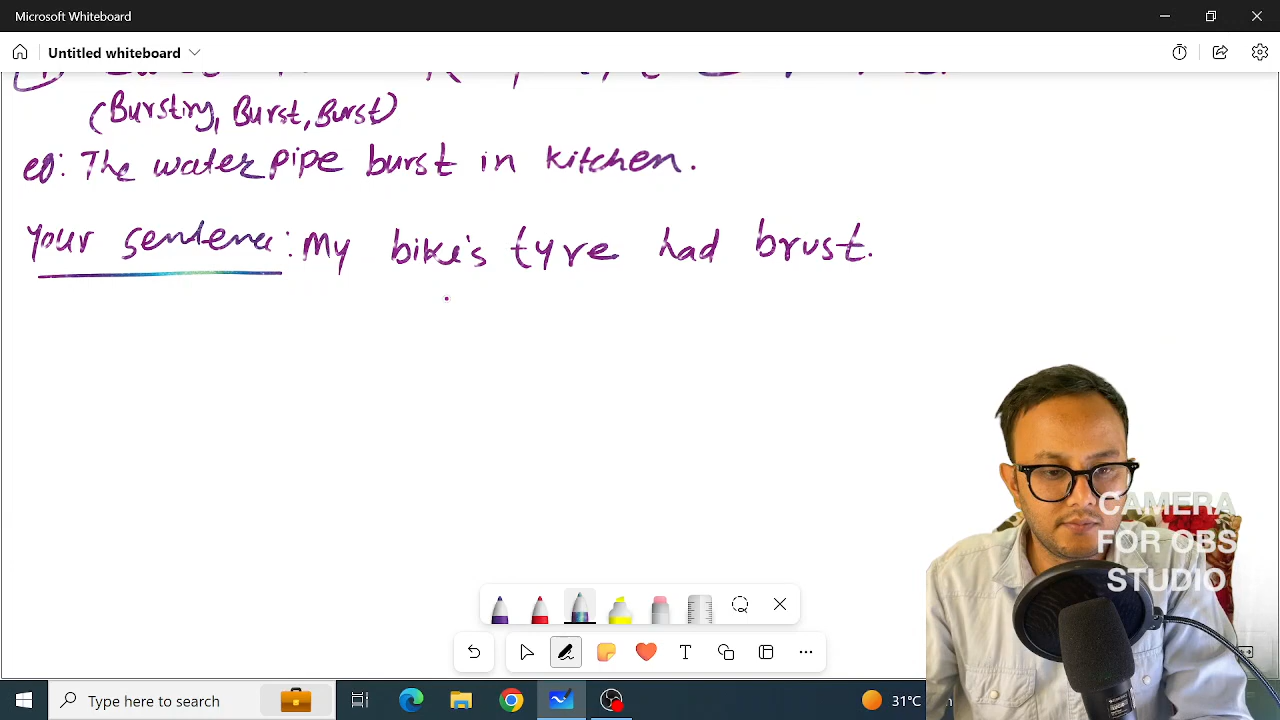 Microsoft Whiteboard
Untitled whiteboard
(Bursting, Burst, Burst)
eg: The water pipe burst in kitchen.
Your sentence: My bike's tyre had brust.
CAMERA
FOR OBS
STUDIO
Type here to search
31°C